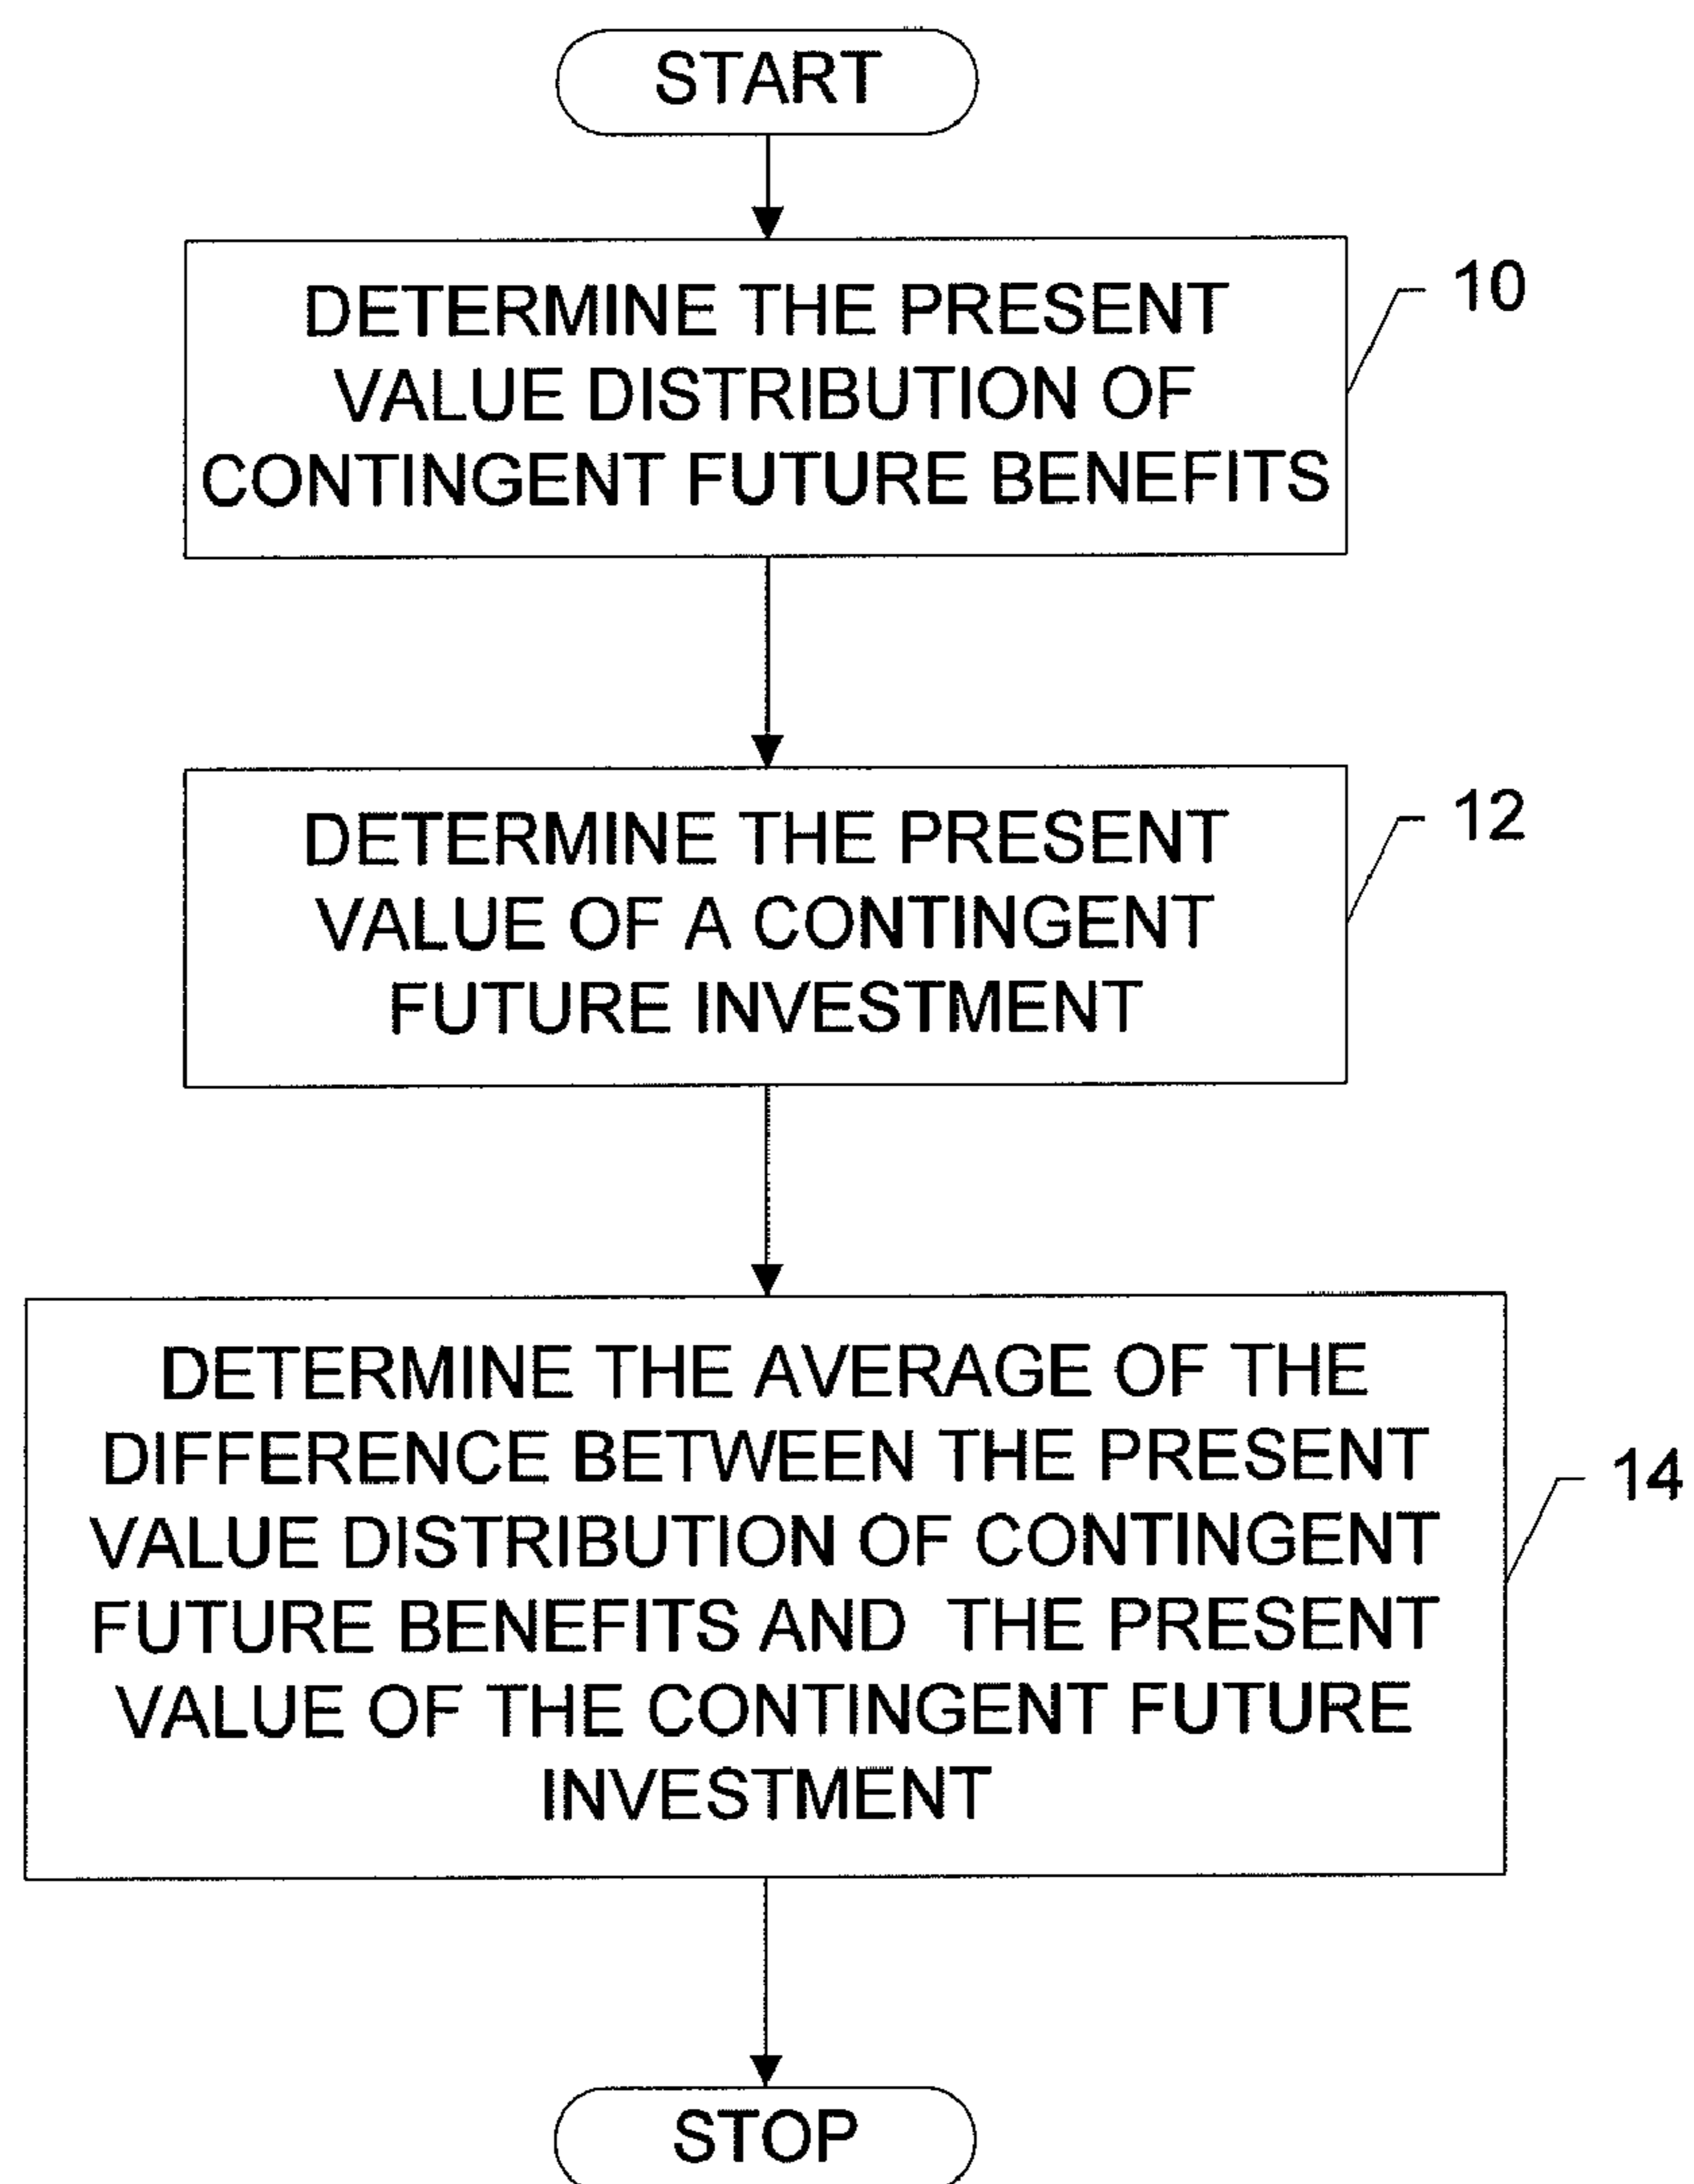 START
DETERMINE THE PRESENT
VALUE DISTRIBUTION OF
CONTINGENT FUTURE BENEFITS
10
DETERMINE THE PRESENT
VALUE OF A CONTINGENT
FUTURE INVESTMENT
12
DETERMINE THE AVERAGE OF THE
DIFFERENCE BETWEEN THE PRESENT
VALUE DISTRIBUTION OF CONTINGENT
FUTURE BENEFITS AND THE PRESENT
VALUE OF THE CONTINGENT FUTURE
INVESTMENT
14
STOP